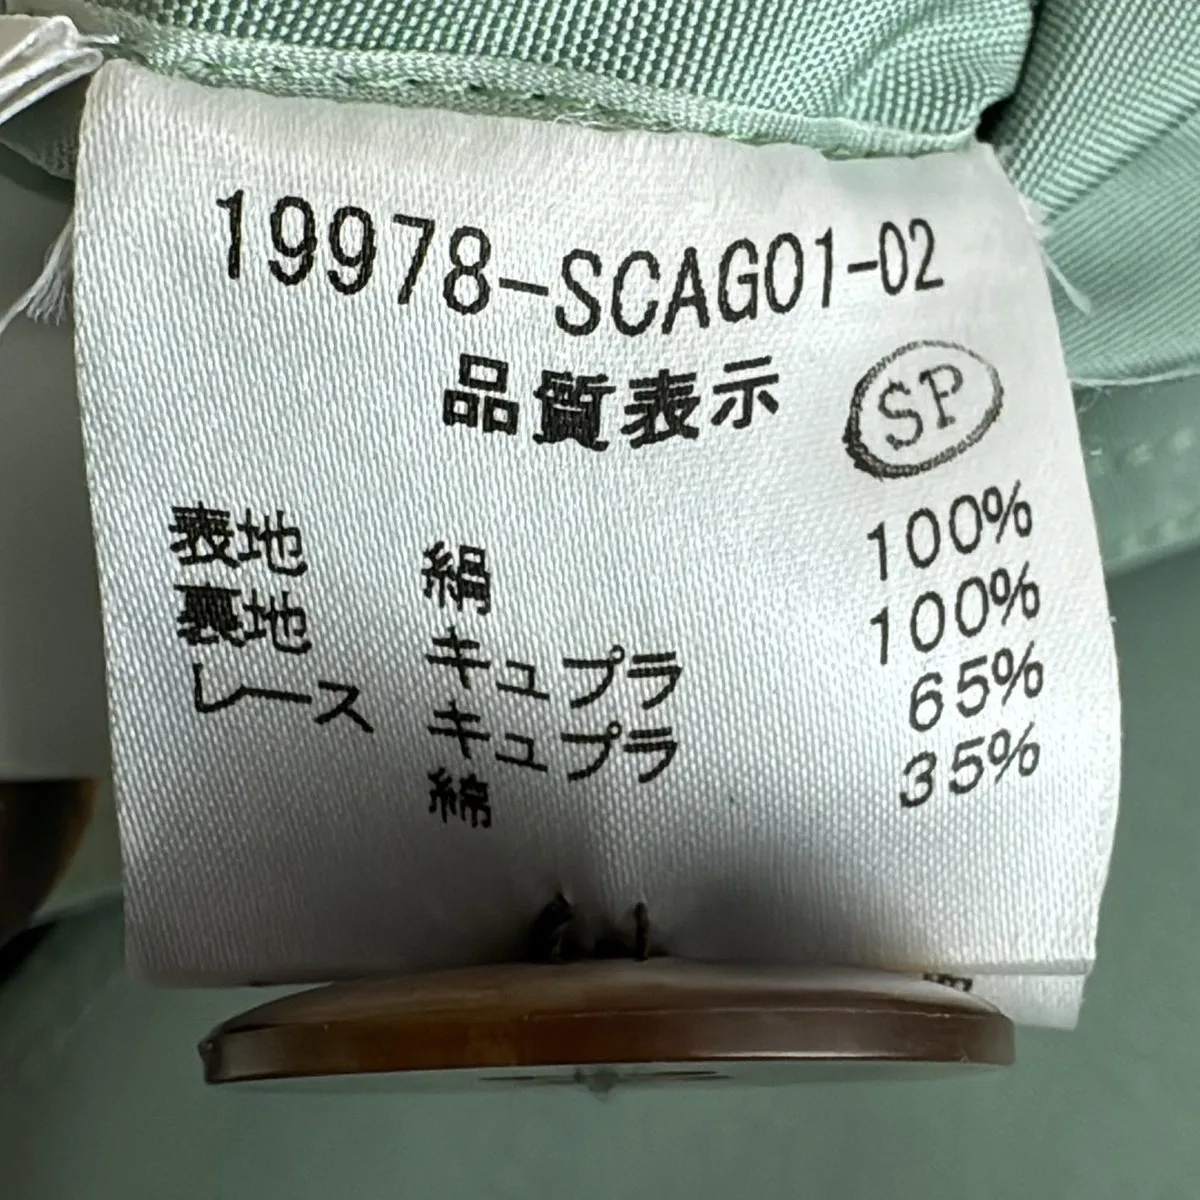 19978-SCAG01-02
品質表示
SP
表地 絹 100%
裏地 キュプラ 100%
レース キュプラ 65%
綿 35%